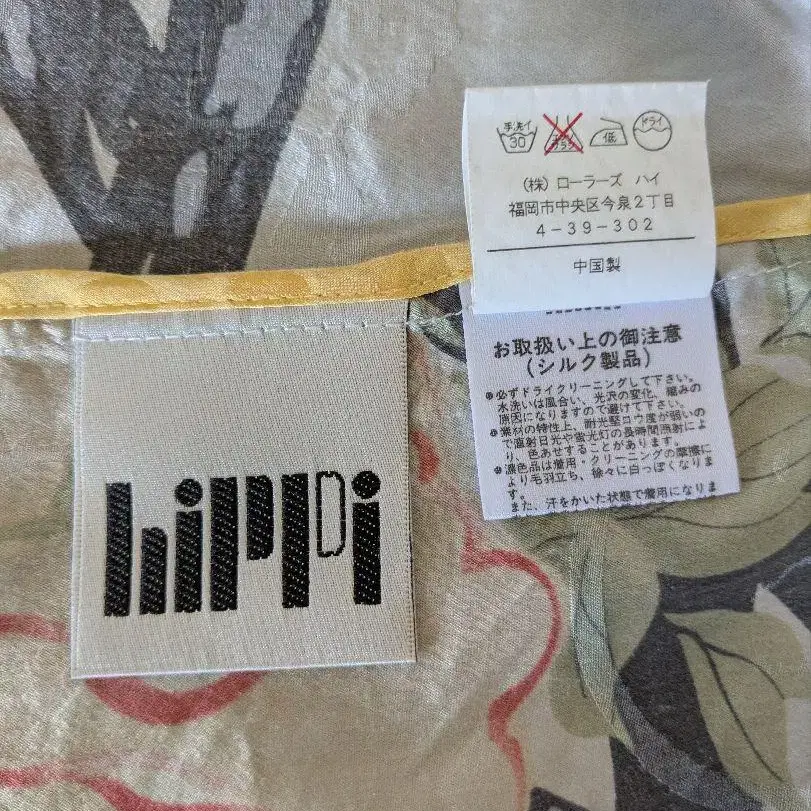 手洗イ
30
エンソ
サラシ
低
ドライ
(株) ローラーズ ハイ
福岡市中央区今泉2丁目
4-39-302
中国製
hippi
お取扱い上の御注意
(シルク製品)
必ずドライクリーニングして下さい。
水洗いは風合い、光沢の変化、縮みの
原因になりますので避けて下さい。
素材の特性上、耐光堅ロウ度が弱いの
で直射日光や蛍光灯の長時間照射によ
り、色あせすることがあります。
濃色品は着用・クリーニングの摩擦に
より毛羽立ち、徐々に白っぽくなりま
す。
また、汗をかいた状態で着用になりま